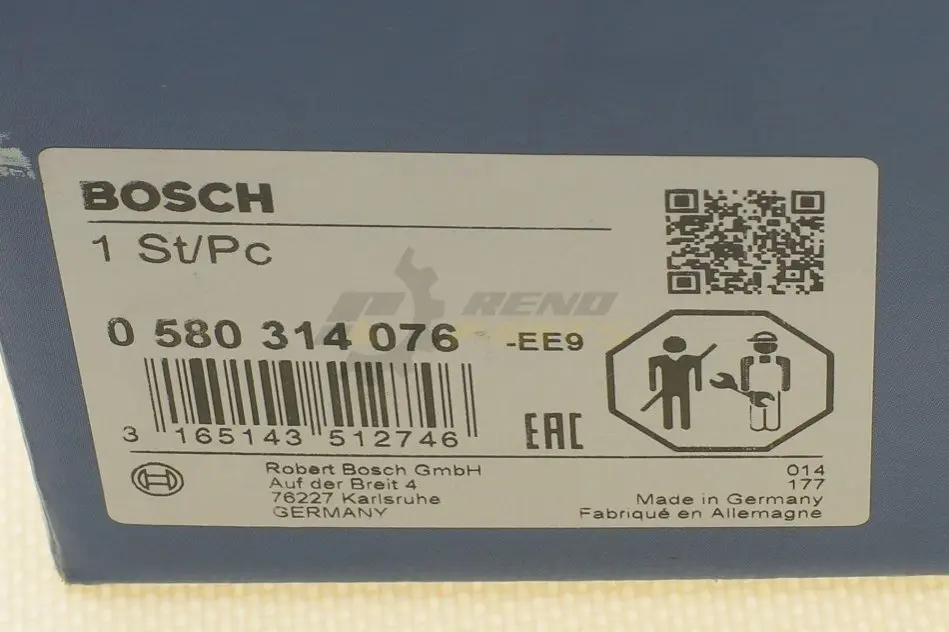 BOSCH
1 St/Pc
RENO
0 580 314 076 -EE9
3 165143 512746
EAC
Robert Bosch GmbH
Auf der Breit 4
76227 Karlsruhe
GERMANY
014
177
Made in Germany
Fabriqué en Allemagne